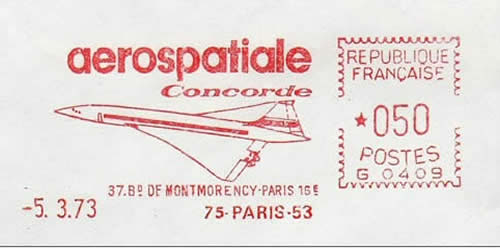 aerospatiale
Concorde
37.Bᴰ DE MONTMORENCY-PARIS 16ᴱ
-5. 3.73
75-PARIS-53
REPUBLIQUE
FRANÇAISE
*050
POSTES
G 0409